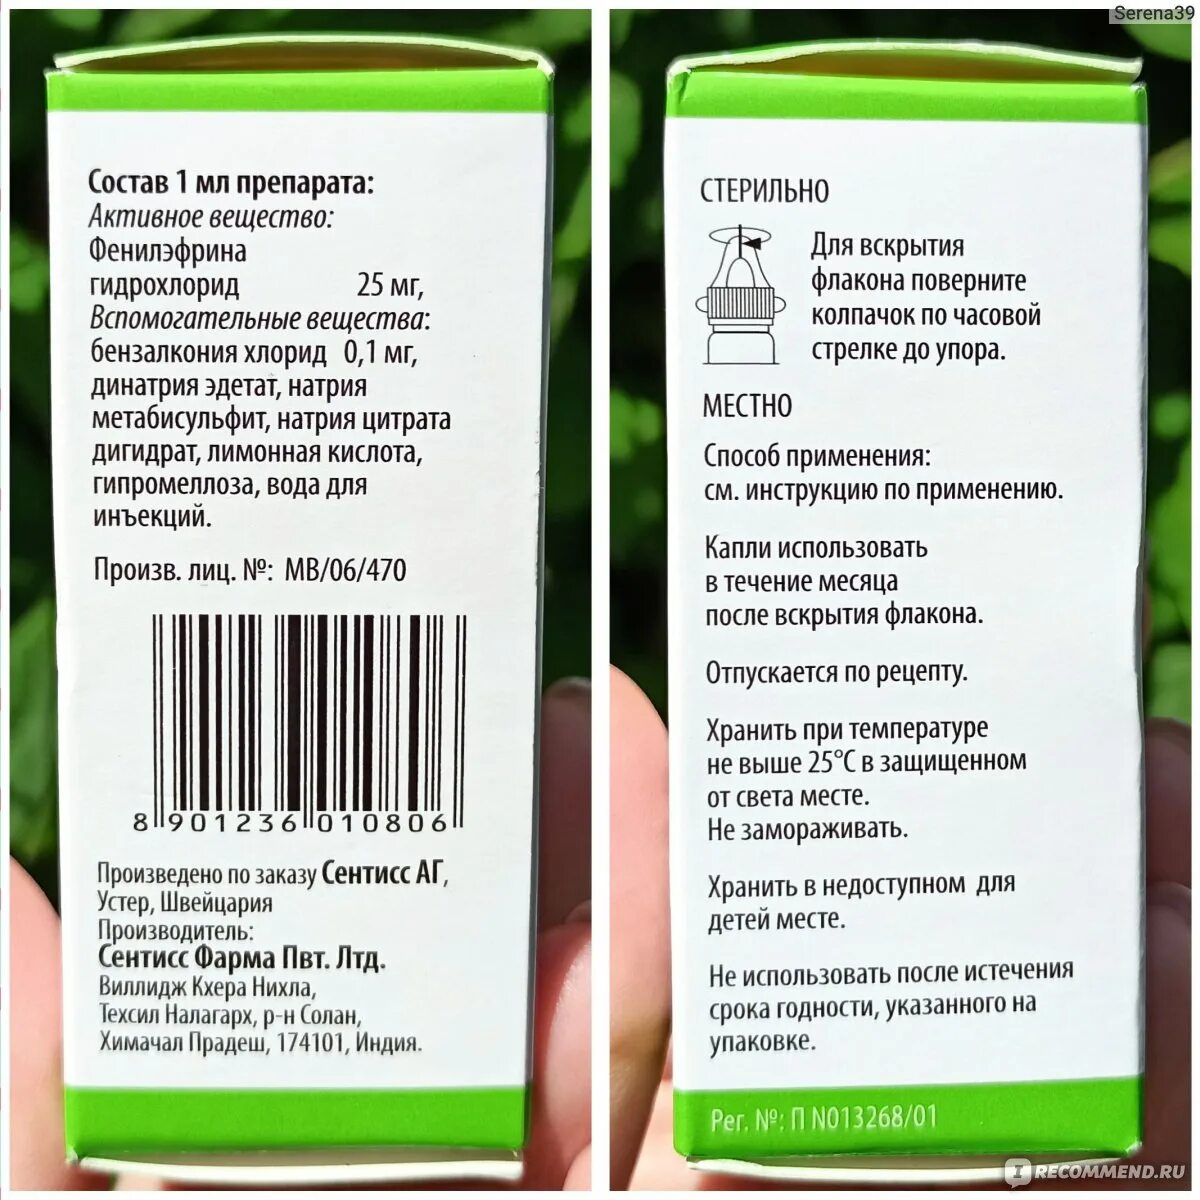 Serena39
Состав 1 мл препарата:
Активное вещество:
Фенилэфрина
гидрохлорид 25 мг,
Вспомогательные вещества:
бензалкония хлорид 0,1 мг,
динатрия эдетат, натрия
метабисульфит, натрия цитрата
дигидрат, лимонная кислота,
гипромеллоза, вода для
инъекций.
Произв. лиц. №: MB/06/470
8 901236 010806
Произведено по заказу Сентисс АГ,
Устер, Швейцария
Производитель:
Сентисс Фарма Пвт. Лтд.
Виллидж Кхера Нихла,
Техсил Налагарх, р-н Солан,
Химачал Прадеш, 174101, Индия.
СТЕРИЛЬНО
Для вскрытия
флакона поверните
колпачок по часовой
стрелке до упора.
МЕСТНО
Способ применения:
см. инструкцию по применению.
Капли использовать
в течение месяца
после вскрытия флакона.
Отпускается по рецепту.
Хранить при температуре
не выше 25°С в защищенном
от света месте.
Не замораживать.
Хранить в недоступном для
детей месте.
Не использовать после истечения
срока годности, указанного на
упаковке.
Рег. №: П N013268/01
I RECOMMEND.RU